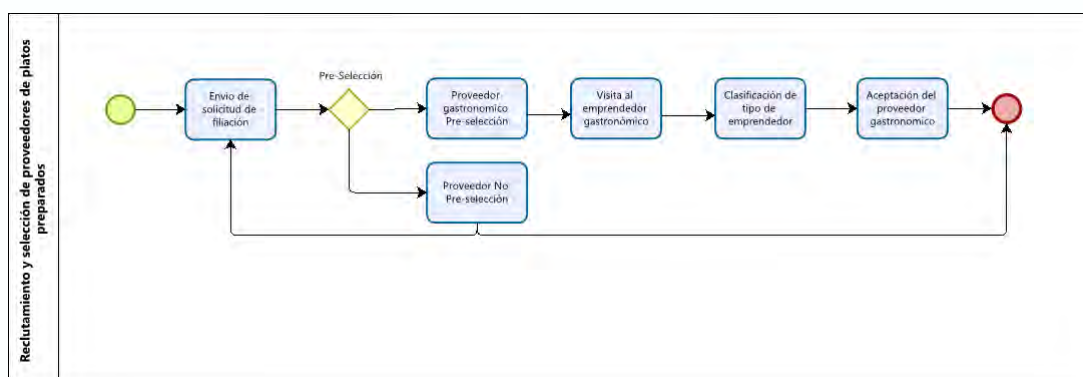 Reclutamiento y selección de proveedores de platos
preparados
Envio de
solicitud de
filiación
Pre-Selección
Proveedor
gastronomico
Pre-selección
Visita al
emprendedor
gastronómico
Clasificación de
tipo de
emprendedor
Aceptación del
proveedor
gastronomico
Proveedor No
Pre-selección